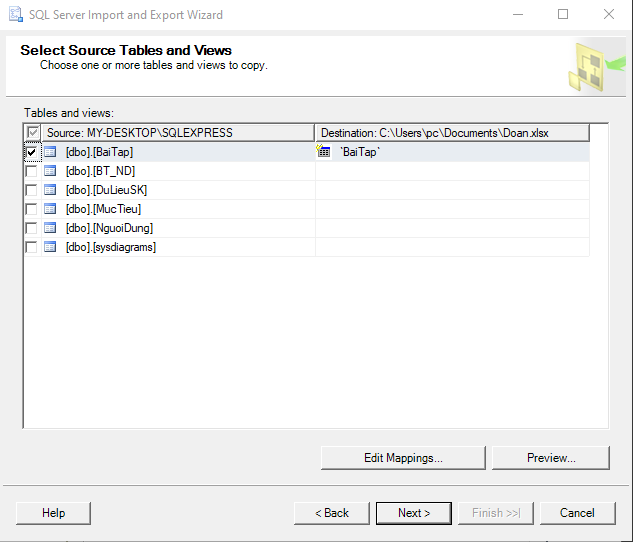 SQL Server Import and Export Wizard
Select Source Tables and Views
Choose one or more tables and views to copy.
Tables and views:
Source: MY-DESKTOP\SQLEXPRESS Destination: C:\Users\pc\Documents\Doan.xlsx
[dbo].[BaiTap] `BaiTap`
[dbo].[BT_ND]
[dbo].[DuLieuSK]
[dbo].[MucTieu]
[dbo].[NguoiDung]
[dbo].[sysdiagrams]
Edit Mappings... Preview...
Help < Back Next > Finish >>| Cancel